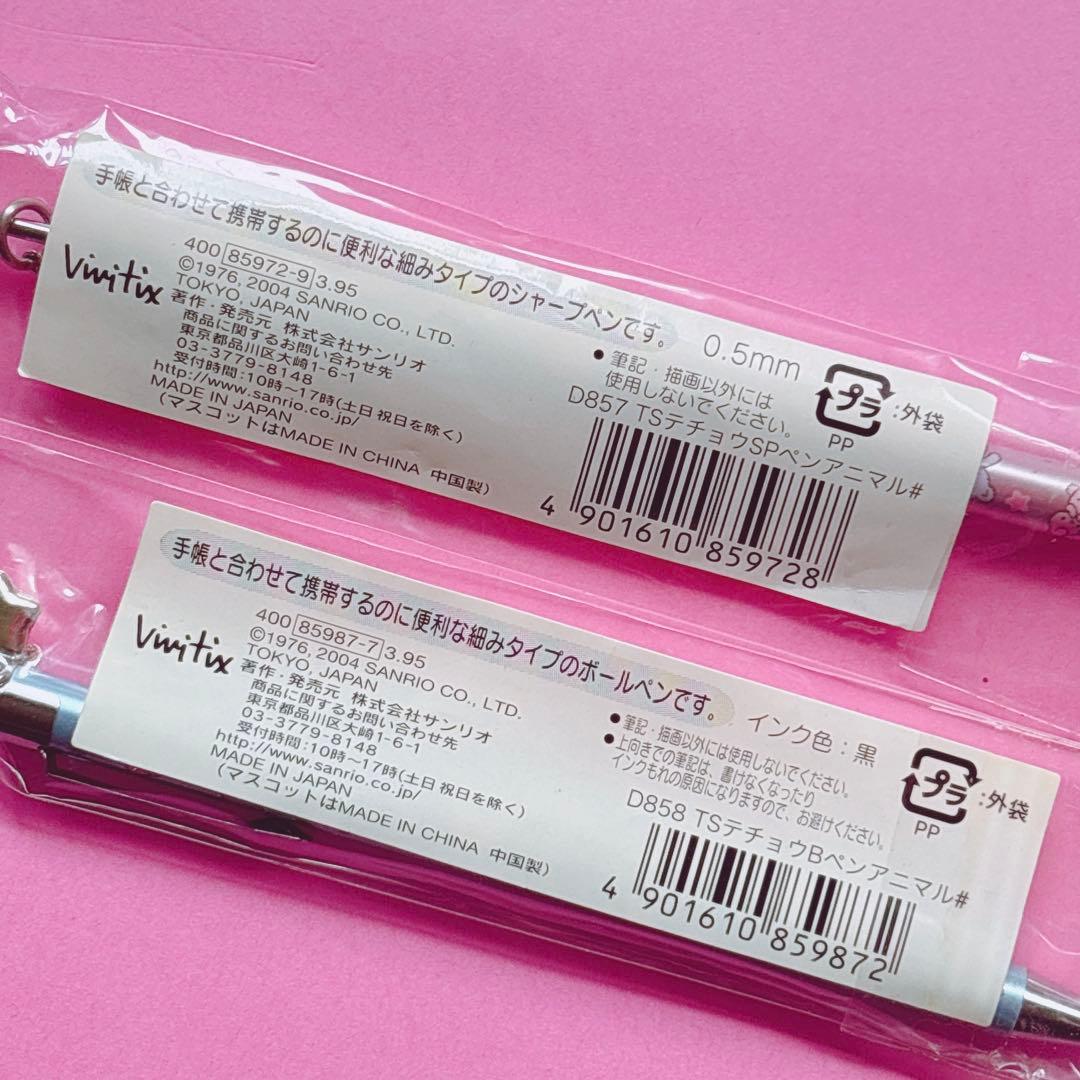 手帳と合わせて携帯するのに便利な細みタイプのシャープペンです。
0.5mm
Vivitix
400 85972-9 3.95
©1976, 2004 SANRIO CO., LTD.
TOKYO, JAPAN
著作・発売元 株式会社サンリオ
商品に関するお問い合わせ先
東京都品川区大崎1-6-1
03-3779-8148
受付時間:10時〜17時(土日 祝日を除く)
http://www.sanrio.co.jp/
MADE IN JAPAN
(マスコットはMADE IN CHINA 中国製)
●筆記・描画以外には
使用しないでください。
D857 TSテチョウSPペンアニマル#
プラ
PP
:外袋
4 901610 859728
手帳と合わせて携帯するのに便利な細みタイプのボールペンです。
インク色:黒
Vivitix
400 85987-7 3.95
©1976, 2004 SANRIO CO., LTD.
TOKYO, JAPAN
著作・発売元 株式会社サンリオ
商品に関するお問い合わせ先
東京都品川区大崎1-6-1
03-3779-8148
受付時間:10時〜17時(土日 祝日を除く)
http://www.sanrio.co.jp/
MADE IN JAPAN
(マスコットはMADE IN CHINA 中国製)
●筆記・描画以外には使用しないでください。
●上向きでの筆記は、書けなくなったり
インクもれの原因になりますので、お避けください。
D858 TSテチョウBペンアニマル#
プラ
PP
:外袋
4 901610 859872